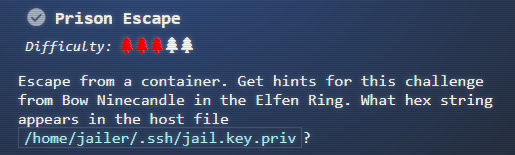 Prison Escape
Difficulty:
Escape from a container. Get hints for this challenge
from Bow Ninecandle in the Elfen Ring. What hex string
appears in the host file
/home/jailer/.ssh/jail.key.priv?